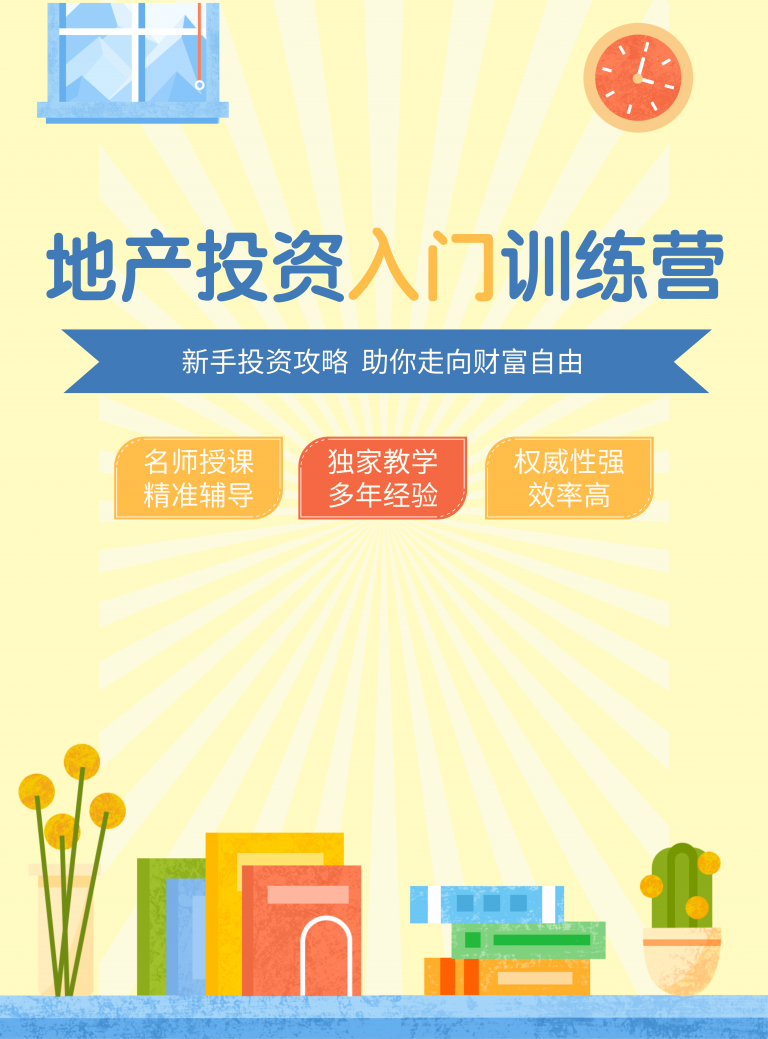 地产投资入门训练营
新手投资攻略 助你走向财富自由
名师授课
精准辅导
独家教学
多年经验
权威性强
效率高